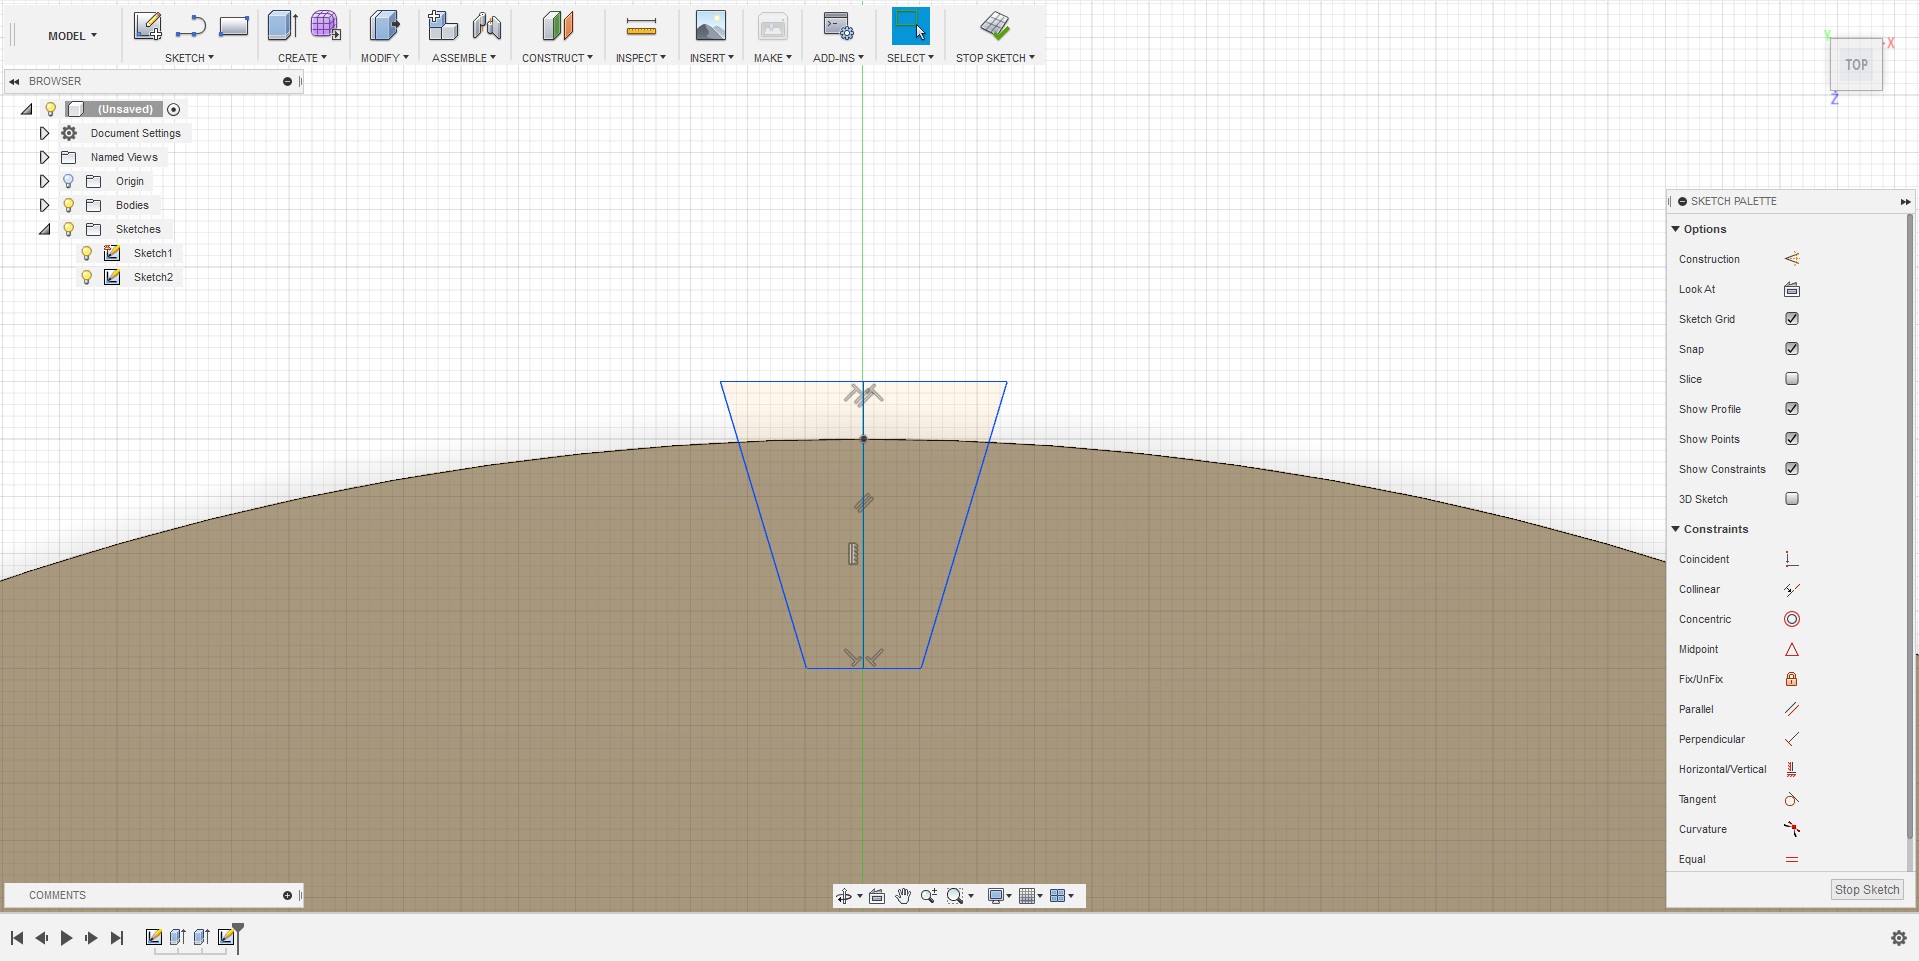 MODEL
SKETCH
CREATE
MODIFY
ASSEMBLE
CONSTRUCT
INSPECT
INSERT
MAKE
ADD-INS
SELECT
STOP SKETCH
Y
X
TOP
Z
BROWSER
(Unsaved)
Document Settings
Named Views
Origin
Bodies
Sketches
Sketch1
Sketch2
SKETCH PALETTE
Options
Construction
Look At
Sketch Grid
Snap
Slice
Show Profile
Show Points
Show Constraints
3D Sketch
Constraints
Coincident
Collinear
Concentric
Midpoint
Fix/UnFix
Parallel
Perpendicular
Horizontal/Vertical
Tangent
Curvature
Equal
Stop Sketch
COMMENTS